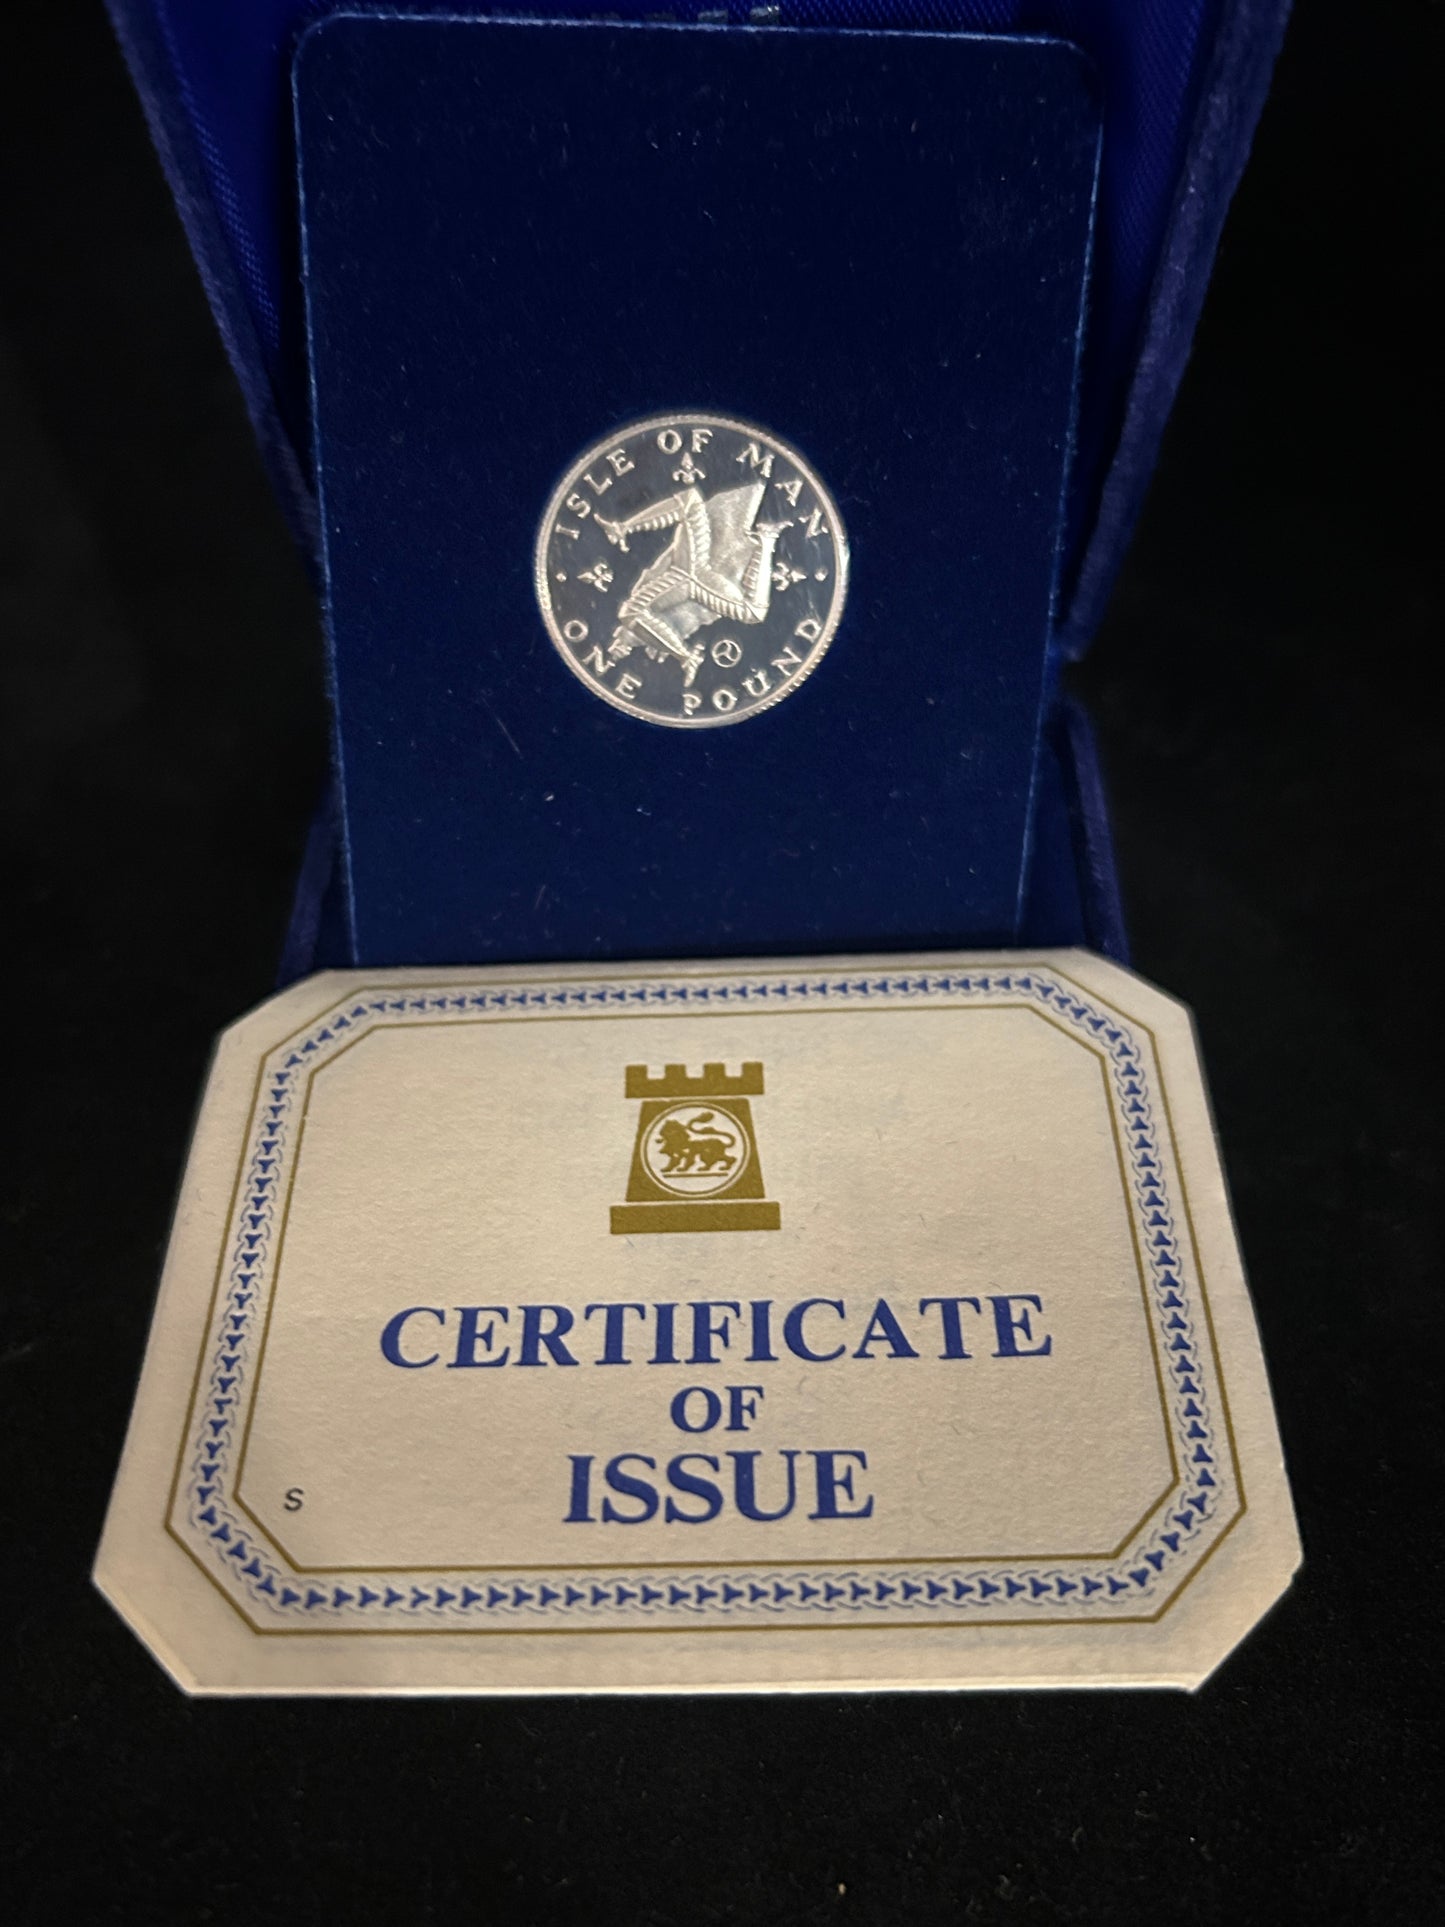 ISLE OF MAN
ONE POUND
CERTIFICATE
OF
ISSUE
S